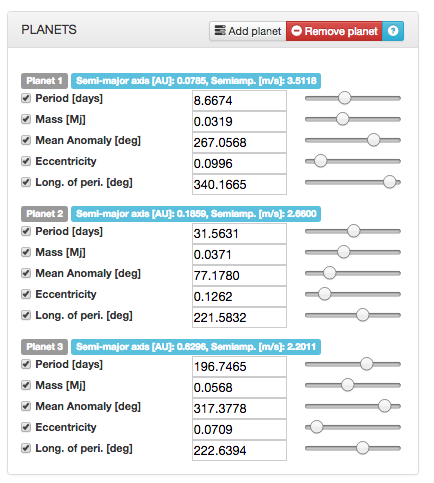 PLANETS Add planet Remove planet ?
Planet 1 Semi-major axis [AU]: 0.0785, Semiamp. [m/s]: 3.5118
Period [days] 8.6674
Mass [Mj] 0.0319
Mean Anomaly [deg] 267.0568
Eccentricity 0.0996
Long. of peri. [deg] 340.1665
Planet 2 Semi-major axis [AU]: 0.1859, Semiamp. [m/s]: 2.6600
Period [days] 31.5631
Mass [Mj] 0.0371
Mean Anomaly [deg] 77.1780
Eccentricity 0.1262
Long. of peri. [deg] 221.5832
Planet 3 Semi-major axis [AU]: 0.6296, Semiamp. [m/s]: 2.2011
Period [days] 196.7465
Mass [Mj] 0.0568
Mean Anomaly [deg] 317.3778
Eccentricity 0.0709
Long. of peri. [deg] 222.6394